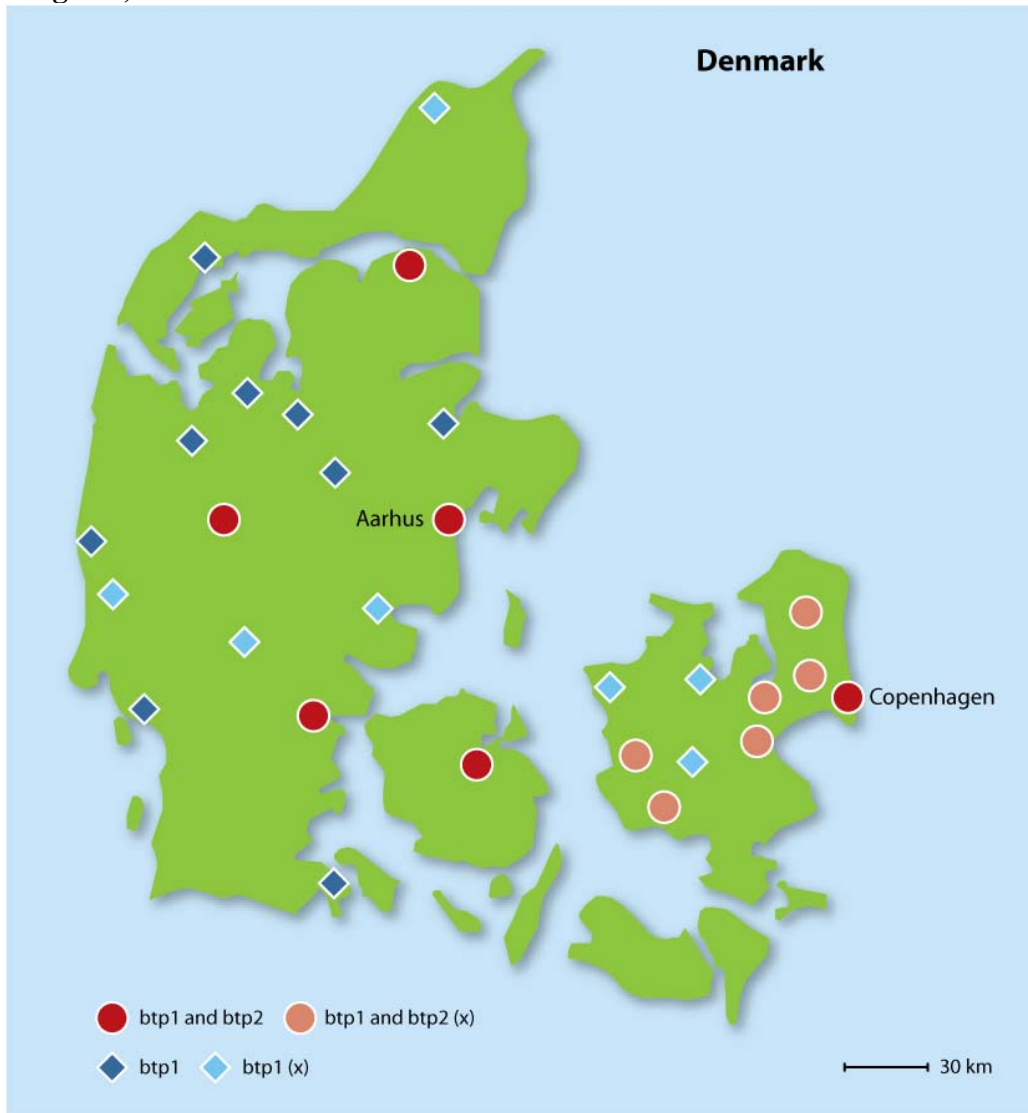 Denmark
Aarhus
Copenhagen
btp1 and btp2
btp1 and btp2 (x)
btp1
btp1 (x)
30 km